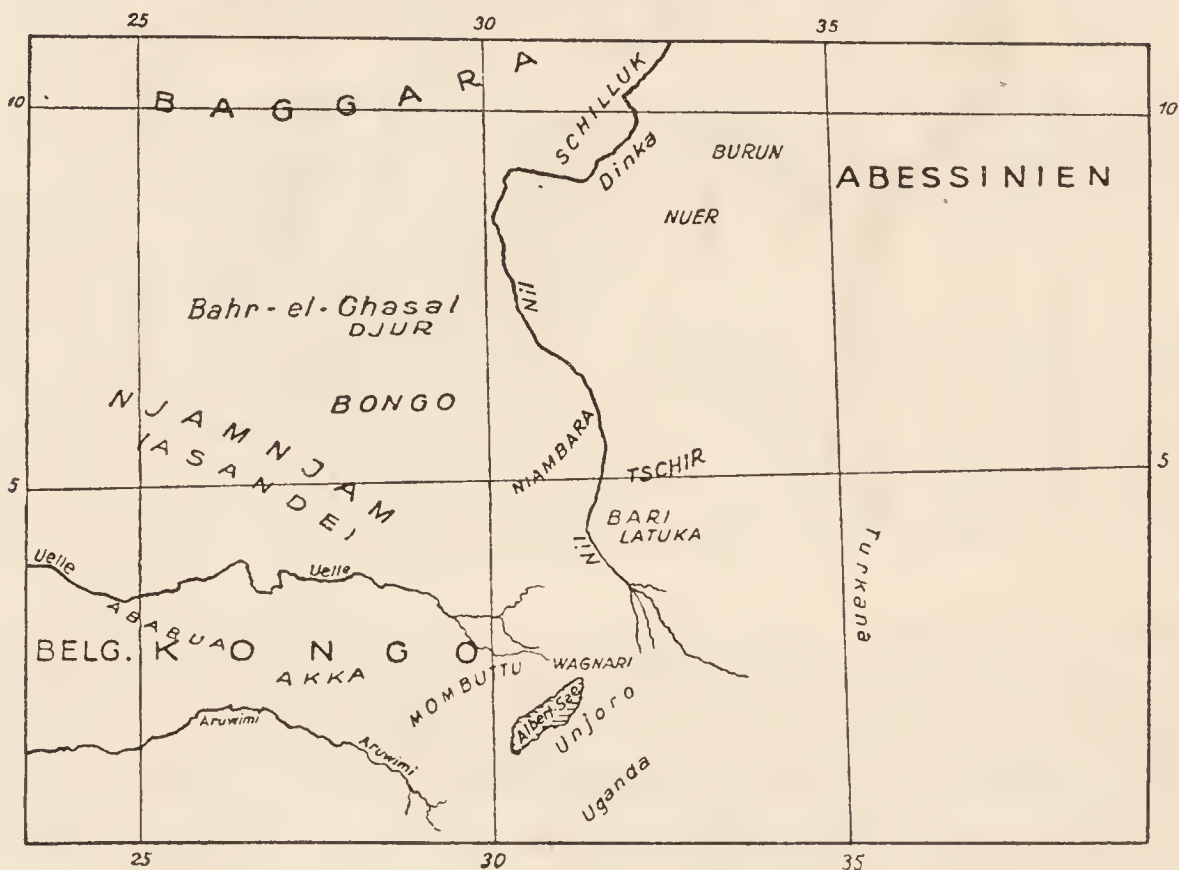 25 30 35
BAGGARA
SCHILLUK
10 10
Dinka
BURUN
ABESSINIEN
NUER
Nil
Bahr-el-Ghasal
DJUR
NJAMNJAM
BONGO
(ASANDE)
NIAMBARA
TSCHIR
5 5
BARI
LATUKA
Nil
Turkana
Uelle
Uelle
ABABUA
BELG. KONGO
AKKA
MOMBUTTU
WAGNARI
Albert-See
Unjoro
Aruwimi
Aruwimi
Uganda
25 30 35